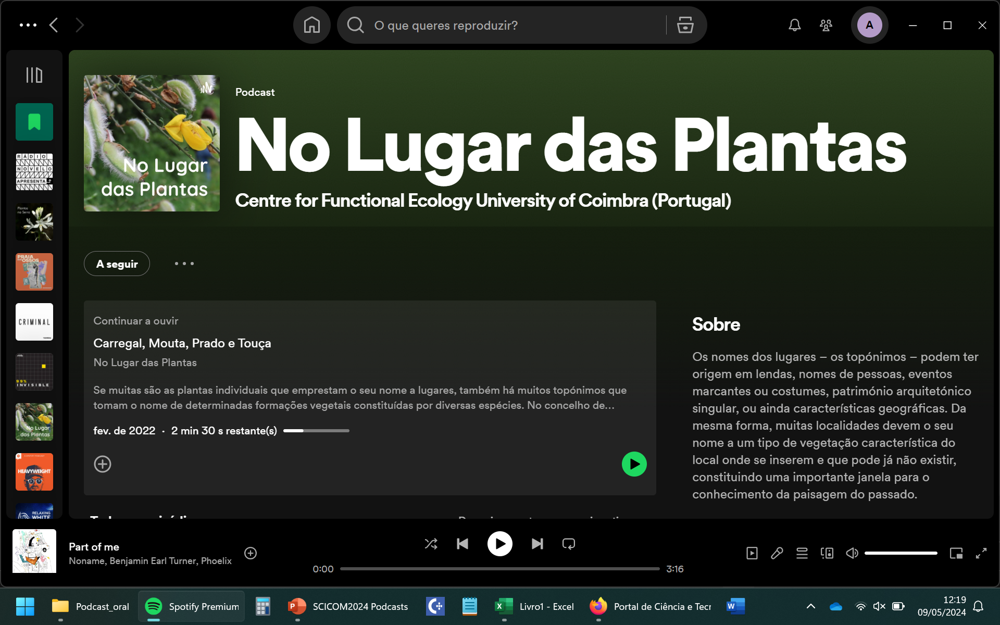 O que queres reproduzir?
A
Podcast
No Lugar das Plantas
Centre for Functional Ecology University of Coimbra (Portugal)
No Lugar
das Plantas
RÁDIO
NOVELO
APRESENTA
Plantas
na Serra
PRAIA
OSSOS
CRIMINAL
99%
INVISIBLE
No Lugar
das Plantas
A SPOTIFY PODCAST
HEAVYWEIGHT
RELAXING
WHITE
A seguir
Continuar a ouvir
Carregal, Mouta, Prado e Touça
No Lugar das Plantas
Se muitas são as plantas individuais que emprestam o seu nome a lugares, também há muitos topónimos que
tomam o nome de determinadas formações vegetais constituídas por diversas espécies. No concelho de...
fev. de 2022 · 2 min 30 s restante(s)
Sobre
Os nomes dos lugares – os topónimos – podem ter
origem em lendas, nomes de pessoas, eventos
marcantes ou costumes, património arquitetónico
singular, ou ainda características geográficas. Da
mesma forma, muitas localidades devem o seu
nome a um tipo de vegetação característica do
local onde se inserem e que pode já não existir,
constituindo uma importante janela para o
conhecimento da paisagem do passado.
Part of me
Noname, Benjamin Earl Turner, Phoelix
0:00
3:16
Podcast_oral
Spotify Premium
SCICOM2024 Podcasts
Livro1 - Excel
Portal de Ciência e Tecr
12:19
09/05/2024